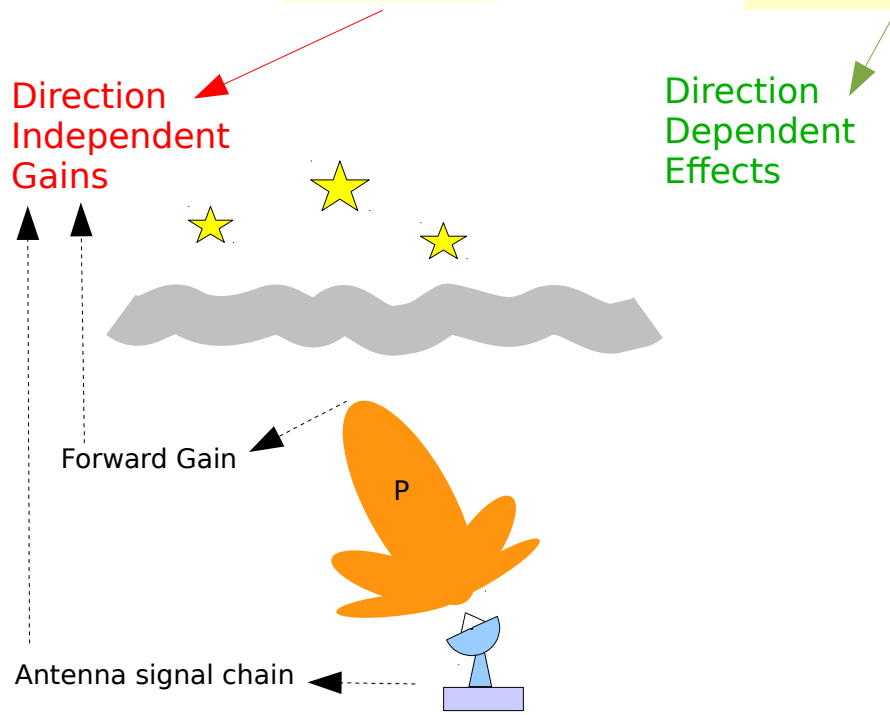 Direction
Independent
Gains
Direction
Dependent
Effects
Forward Gain
P
Antenna signal chain